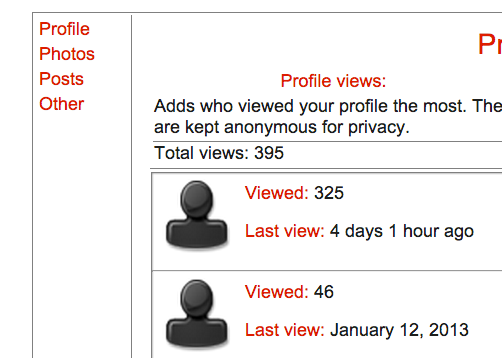 Profile
Photos
Posts
Other
Pr
Profile views:
Adds who viewed your profile the most. The
are kept anonymous for privacy.
Total views: 395
Viewed: 325
Last view: 4 days 1 hour ago
Viewed: 46
Last view: January 12, 2013